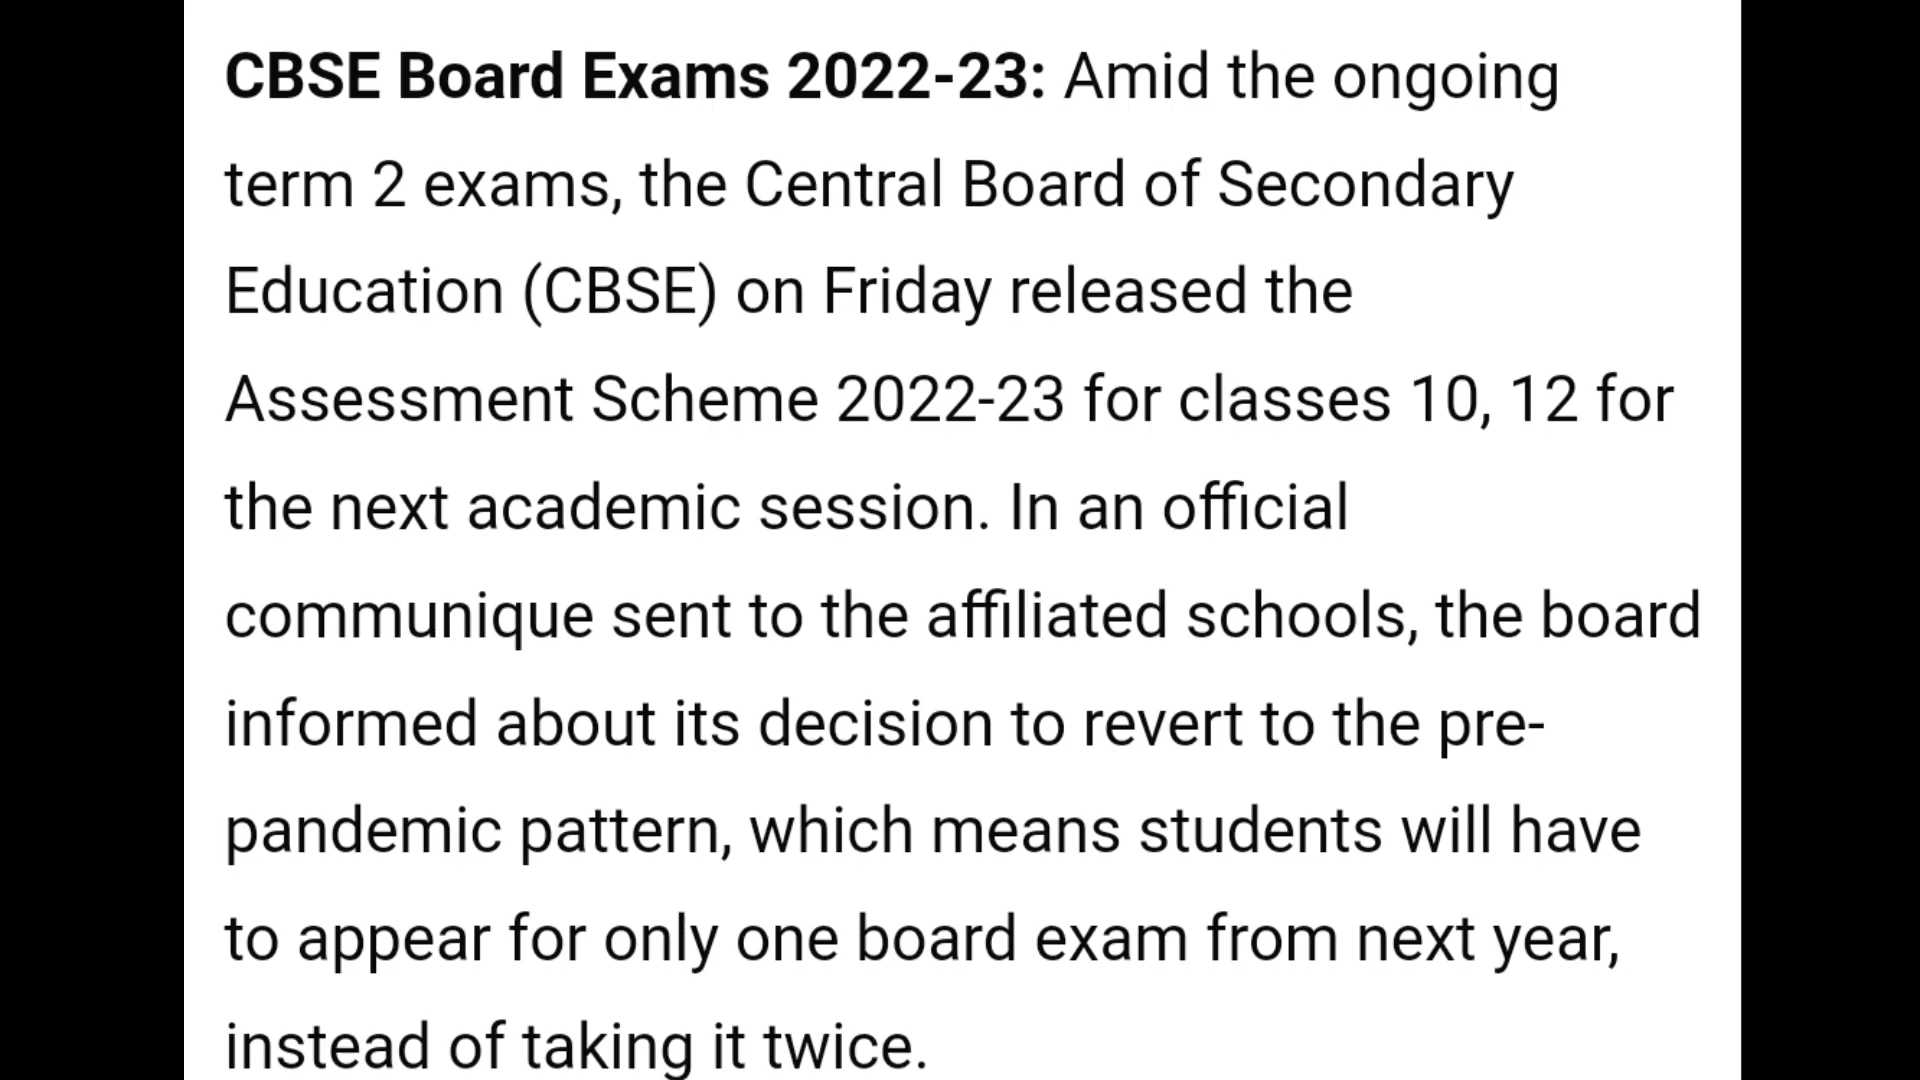 CBSE Board Exams 2022-23: Amid the ongoing
term 2 exams, the Central Board of Secondary
Education (CBSE) on Friday released the
Assessment Scheme 2022-23 for classes 10, 12 for
the next academic session. In an official
communique sent to the affiliated schools, the board
informed about its decision to revert to the pre-
pandemic pattern, which means students will have
to appear for only one board exam from next year,
instead of taking it twice.